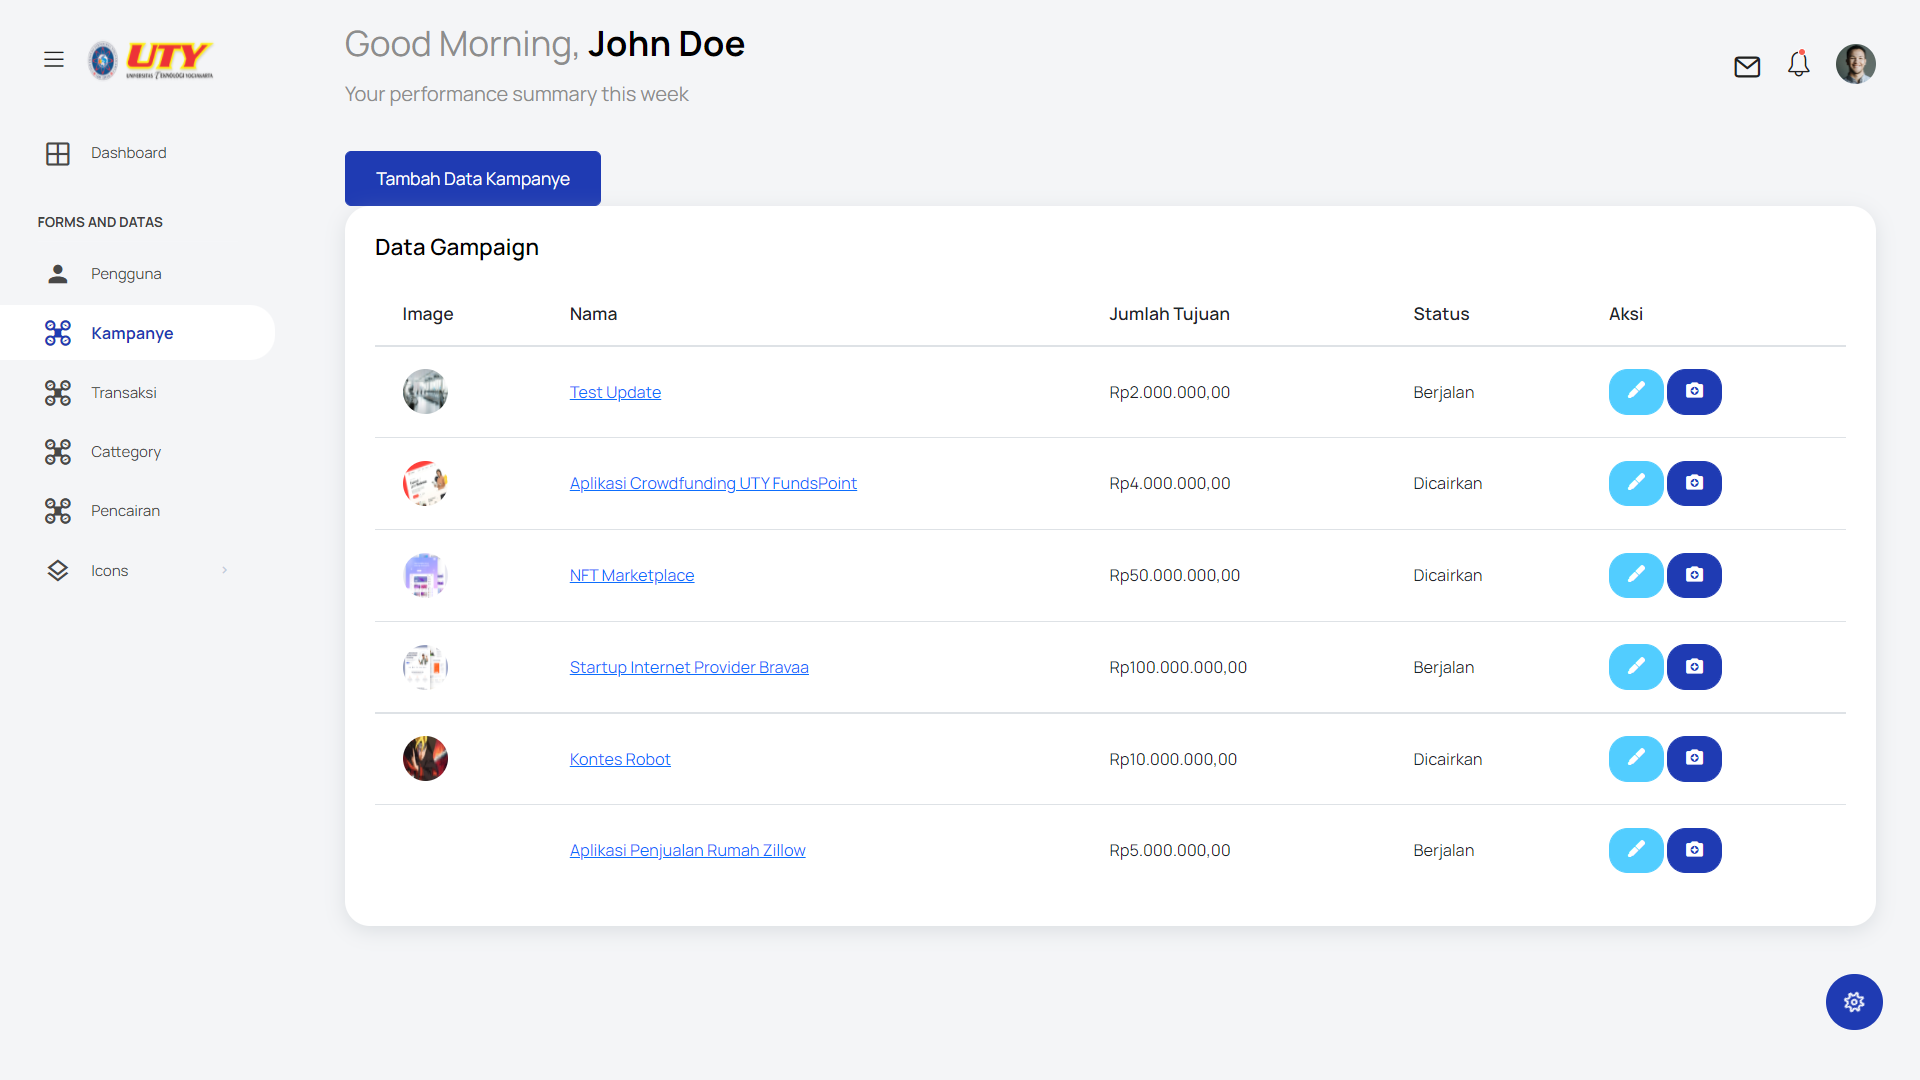 UTY
UNIVERSITAS TEKNOLOGI YOGYAKARTA
Good Morning, John Doe
Your performance summary this week
Dashboard
FORMS AND DATAS
Pengguna
Kampanye
Transaksi
Cattegory
Pencairan
Icons
Tambah Data Kampanye
Data Gampaign
Image Nama Jumlah Tujuan Status Aksi
Test Update Rp2.000.000,00 Berjalan
Aplikasi Crowdfunding UTY FundsPoint Rp4.000.000,00 Dicairkan
NFT Marketplace Rp50.000.000,00 Dicairkan
Startup Internet Provider Bravaa Rp100.000.000,00 Berjalan
Kontes Robot Rp10.000.000,00 Dicairkan
Aplikasi Penjualan Rumah Zillow Rp5.000.000,00 Berjalan